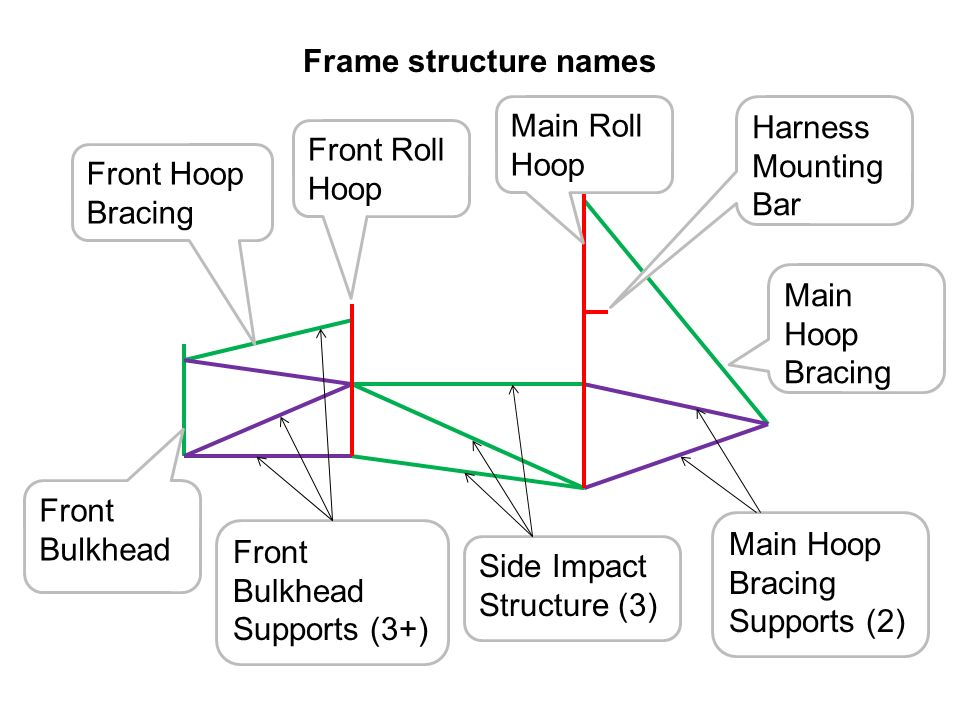 Frame structure names
Front Hoop
Bracing
Front Roll
Hoop
Main Roll
Hoop
Harness
Mounting
Bar
Main
Hoop
Bracing
Front
Bulkhead
Front
Bulkhead
Supports (3+)
Side Impact
Structure (3)
Main Hoop
Bracing
Supports (2)